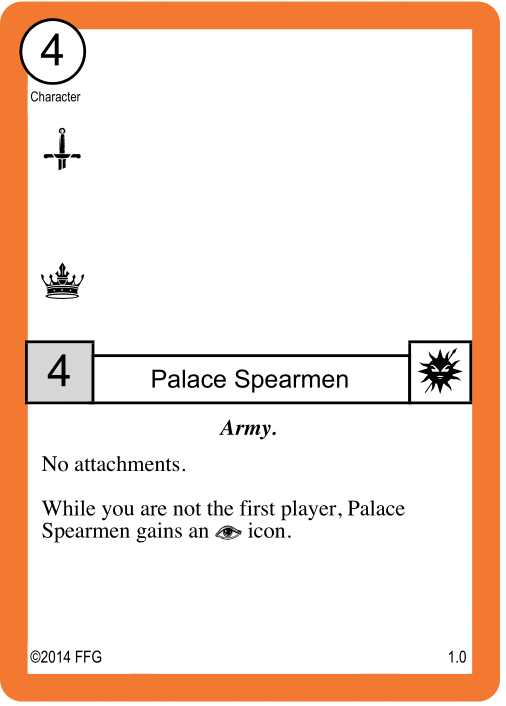 4
Character
4
Palace Spearmen
Army.
No attachments.
While you are not the first player, Palace
Spearmen gains an icon.
©2014 FFG
1.0